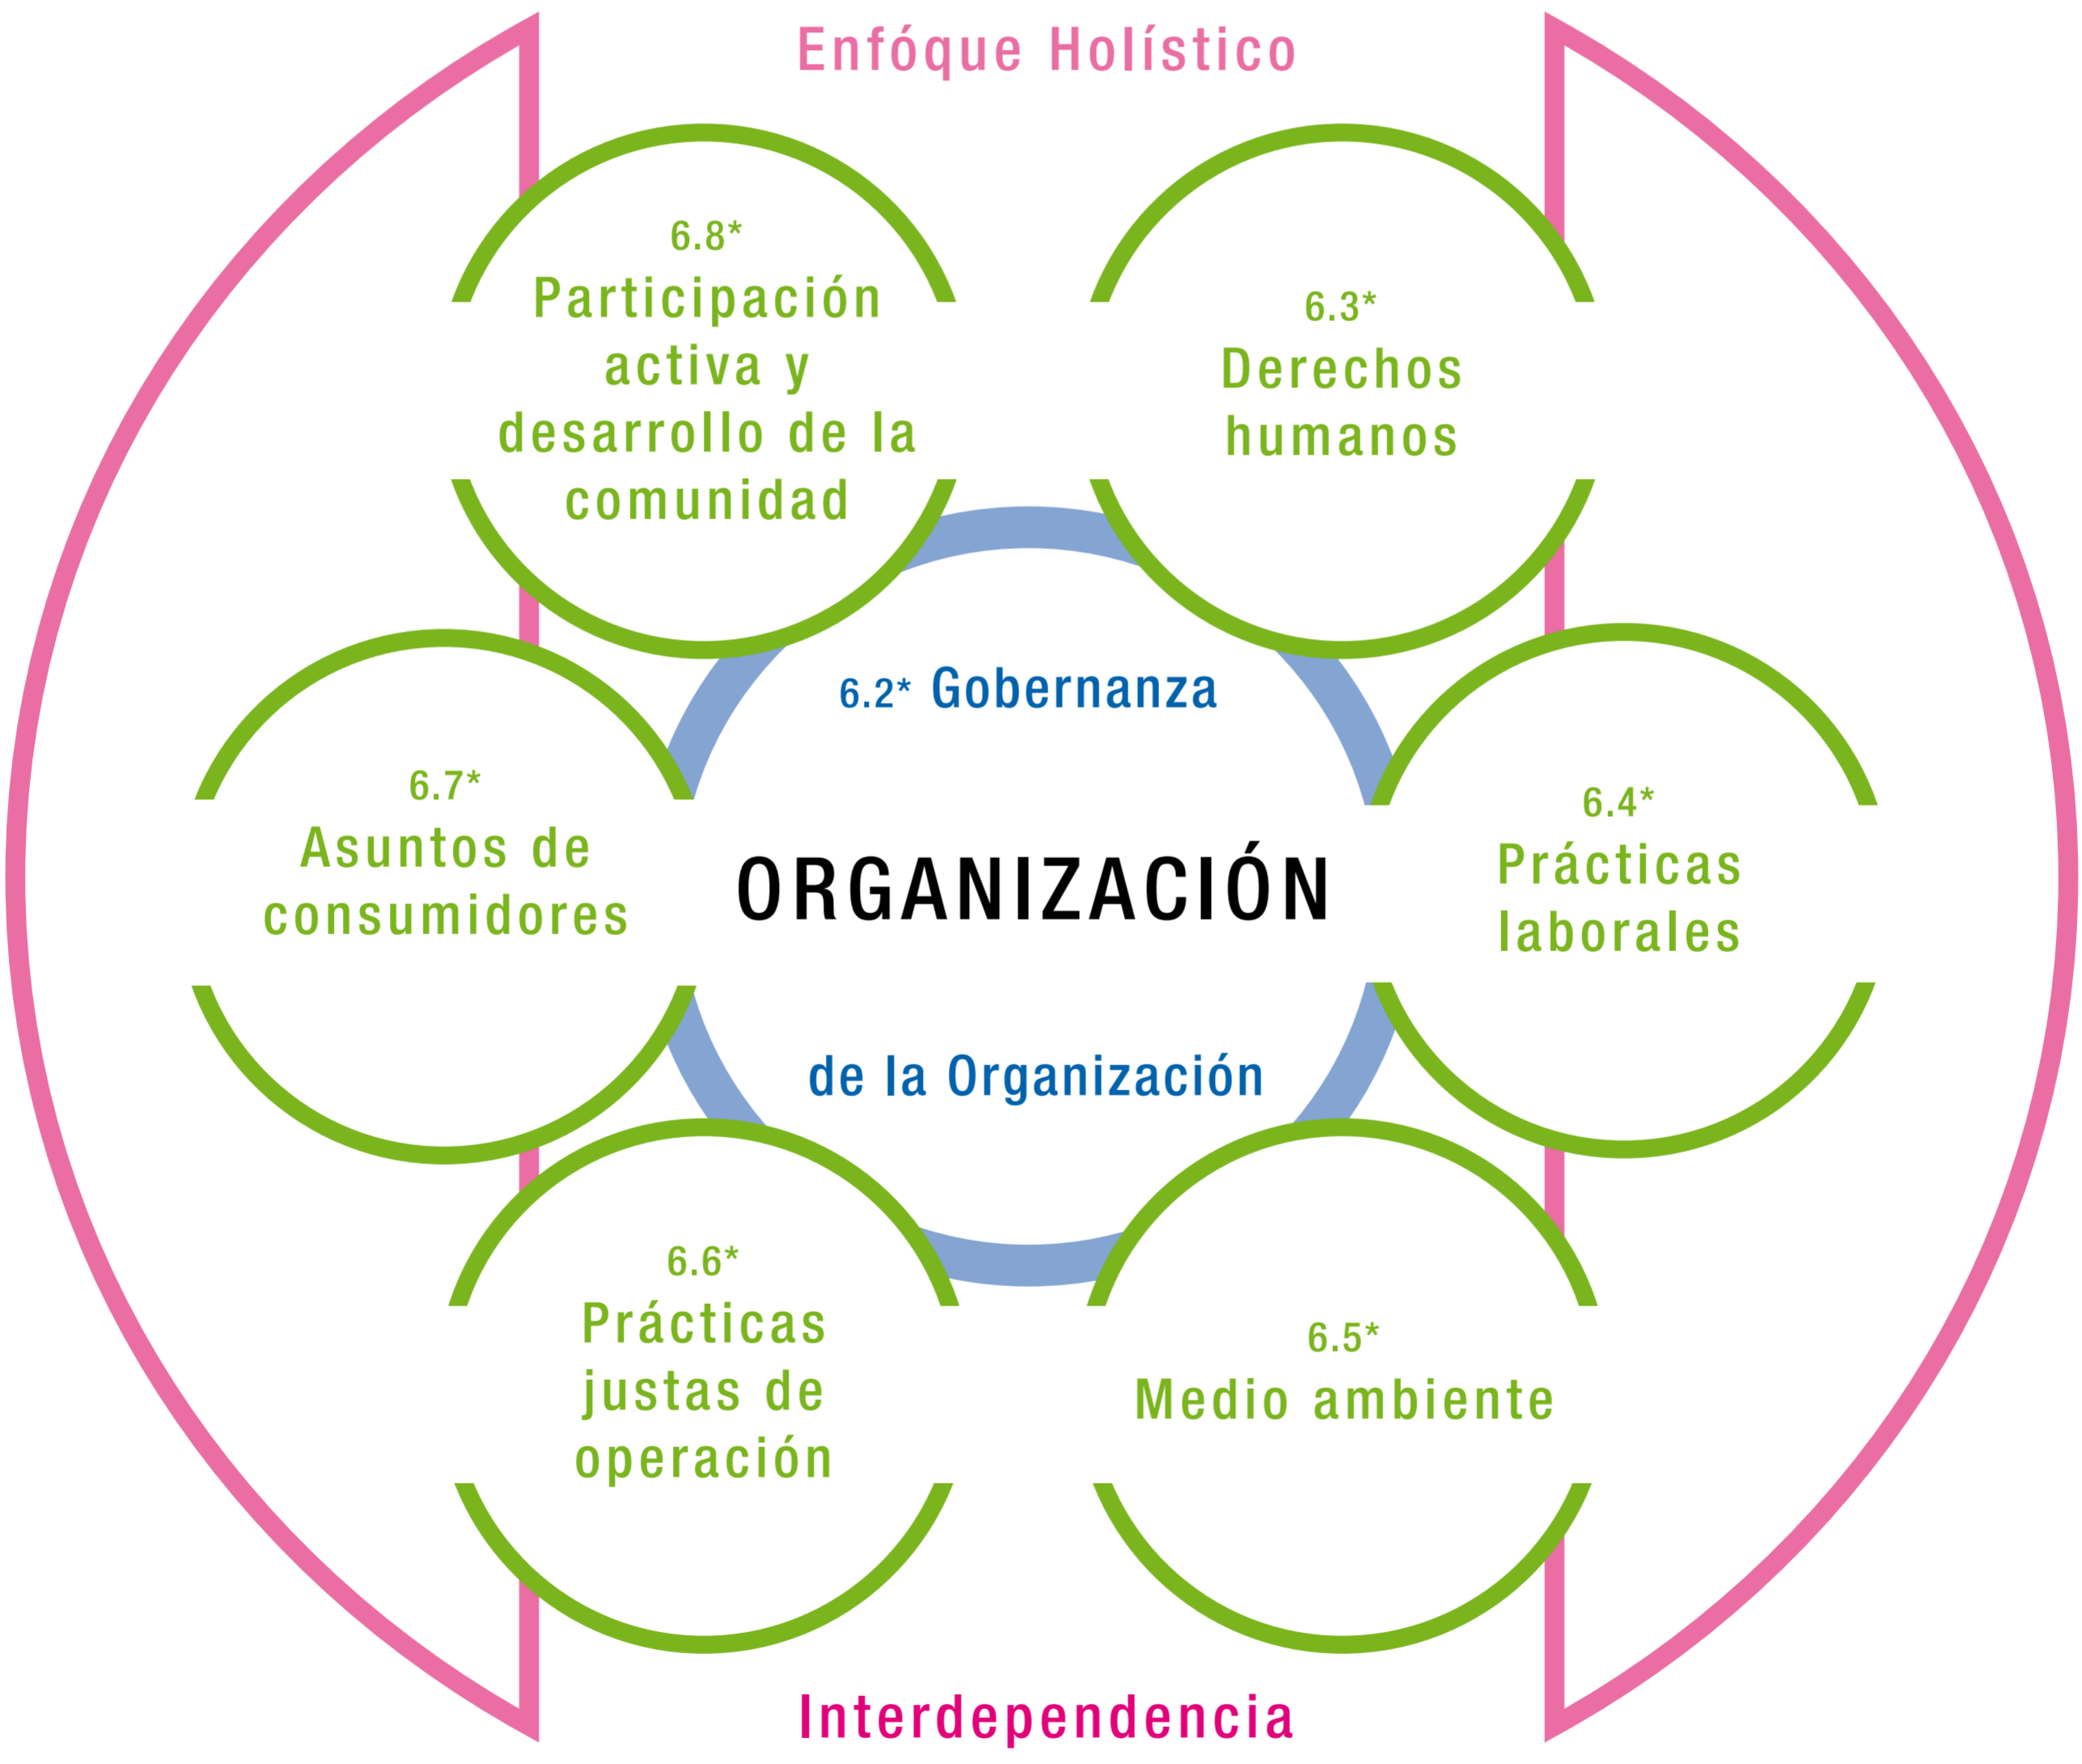 Enfóque Holístico
6.8*
Participación
activa y
desarrollo de la
comunidad
6.3*
Derechos
humanos
6.2* Gobernanza
6.7*
Asuntos de
consumidores
ORGANIZACIÓN
6.4*
Prácticas
laborales
de la Organización
6.6*
Prácticas
justas de
operación
6.5*
Medio ambiente
Interdependencia